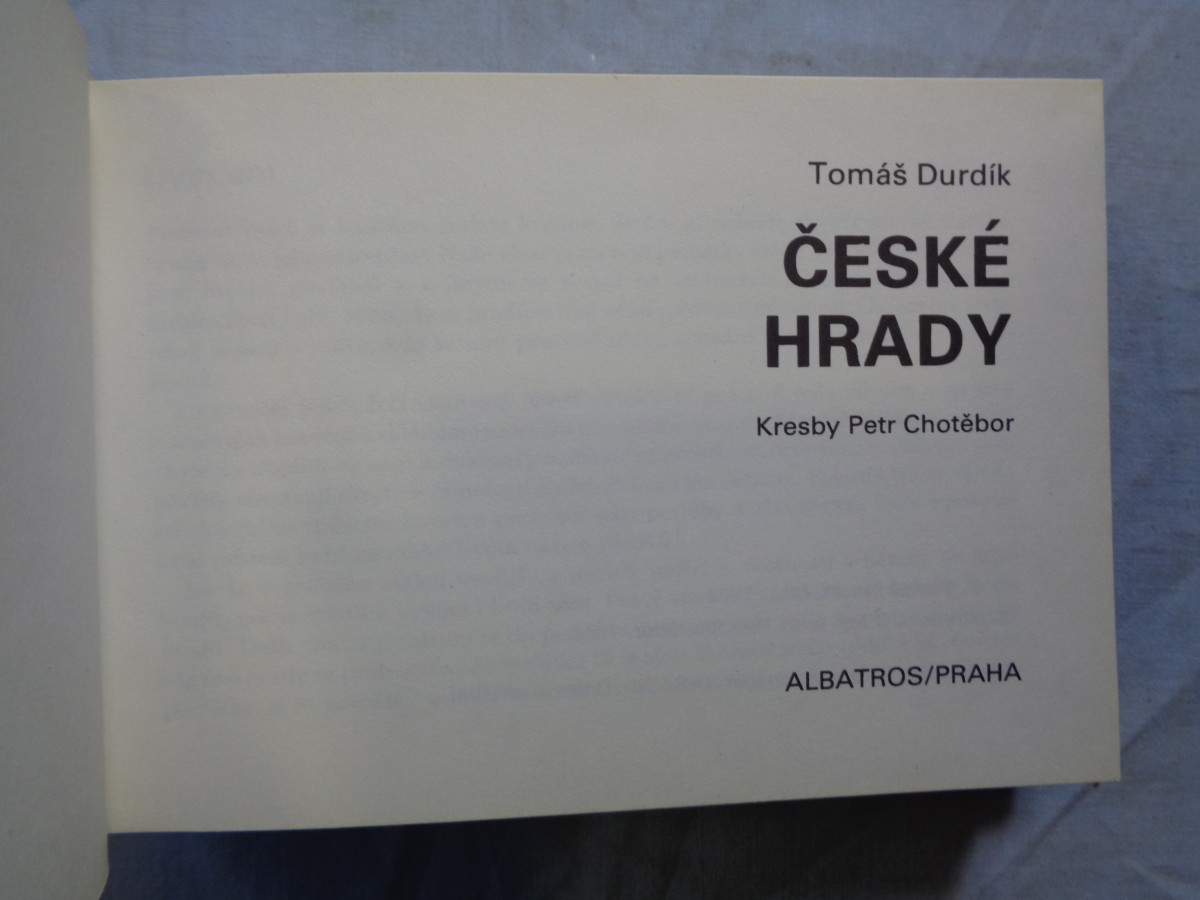 Tomáš Durdík
ČESKÉ
HRADY
Kresby Petr Chotěbor
ALBATROS/PRAHA